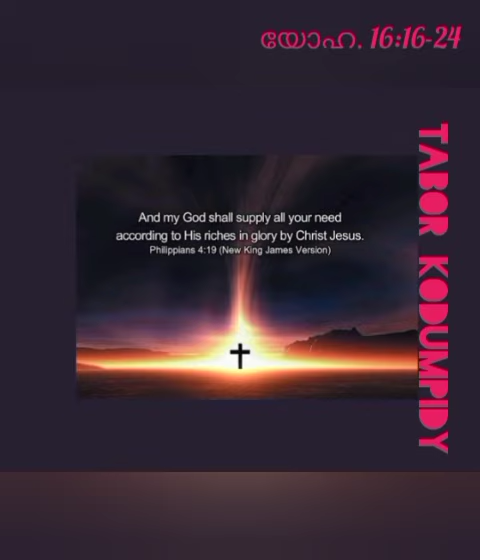 യോഹ. 16:16-24
And my God shall supply all your need
according to His riches in glory by Christ Jesus.
Philippians 4:19 (New King James Version)
TABOR KODUMPIDY